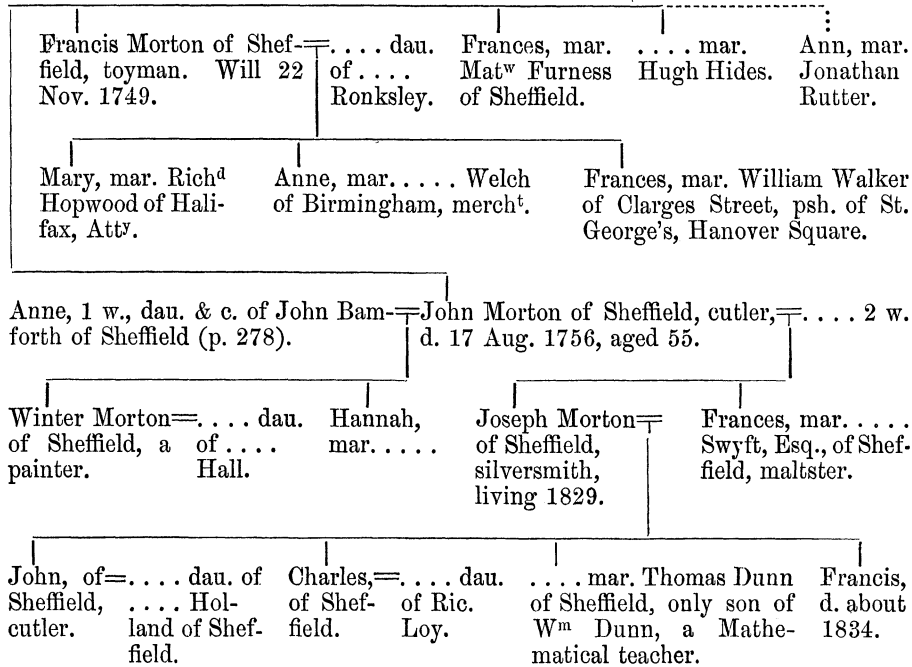 Francis Morton of Shef-=. . . . dau.
field, toyman. Will 22 of . . . .
Nov. 1749. Ronksley.
Frances, mar.
Matw Furness
of Sheffield.
. . . . mar.
Hugh Hides.
Ann, mar.
Jonathan
Rutter.
Mary, mar. Richd
Hopwood of Hali-
fax, Atty.
Anne, mar. . . . . Welch
of Birmingham, mercht.
Frances, mar. William Walker
of Clarges Street, psh. of St.
George's, Hanover Square.
Anne, 1 w., dau. & c. of John Bam-=John Morton of Sheffield, cutler,=. . . . 2 w.
forth of Sheffield (p. 278). d. 17 Aug. 1756, aged 55.
Winter Morton=. . . . dau.
of Sheffield, a of . . . .
painter. Hall.
Hannah,
mar. . . . .
Joseph Morton=
of Sheffield,
silversmith,
living 1829.
Frances, mar. . . . .
Swyft, Esq., of Shef-
field, maltster.
John, of=. . . . dau. of
Sheffield, . . . . Hol-
cutler. land of Shef-
field.
Charles,=. . . . dau.
of Shef- of Ric.
field. Loy.
. . . . mar. Thomas Dunn
of Sheffield, only son of
Wm Dunn, a Mathe-
matical teacher.
Francis,
d. about
1834.